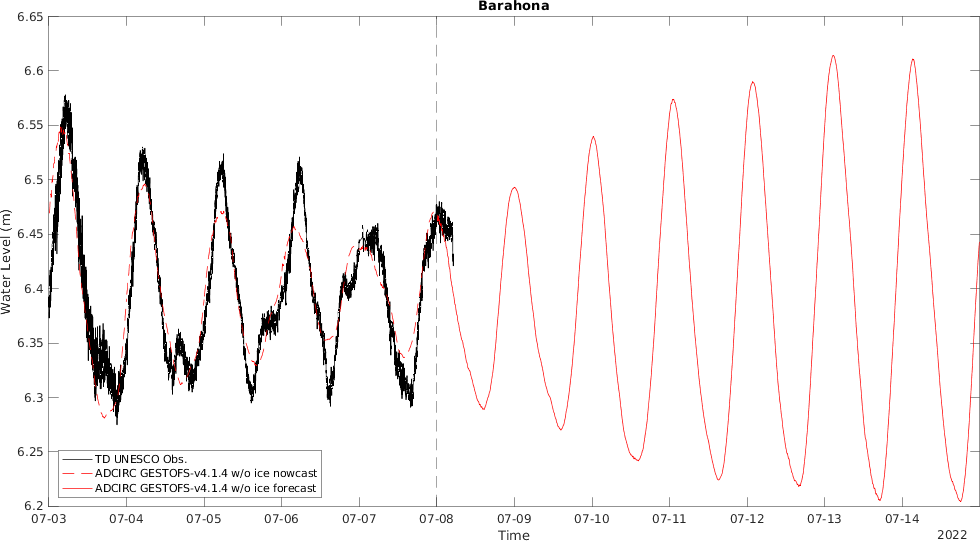 Barahona
6.65
6.6
6.55
6.5
6.45
6.4
6.35
6.3
6.25
6.2
Water Level (m)
TD UNESCO Obs.
ADCIRC GESTOFS-v4.1.4 w/o ice nowcast
ADCIRC GESTOFS-v4.1.4 w/o ice forecast
07-03 07-04 07-05 07-06 07-07 07-08 07-09 07-10 07-11 07-12 07-13 07-14
Time
2022